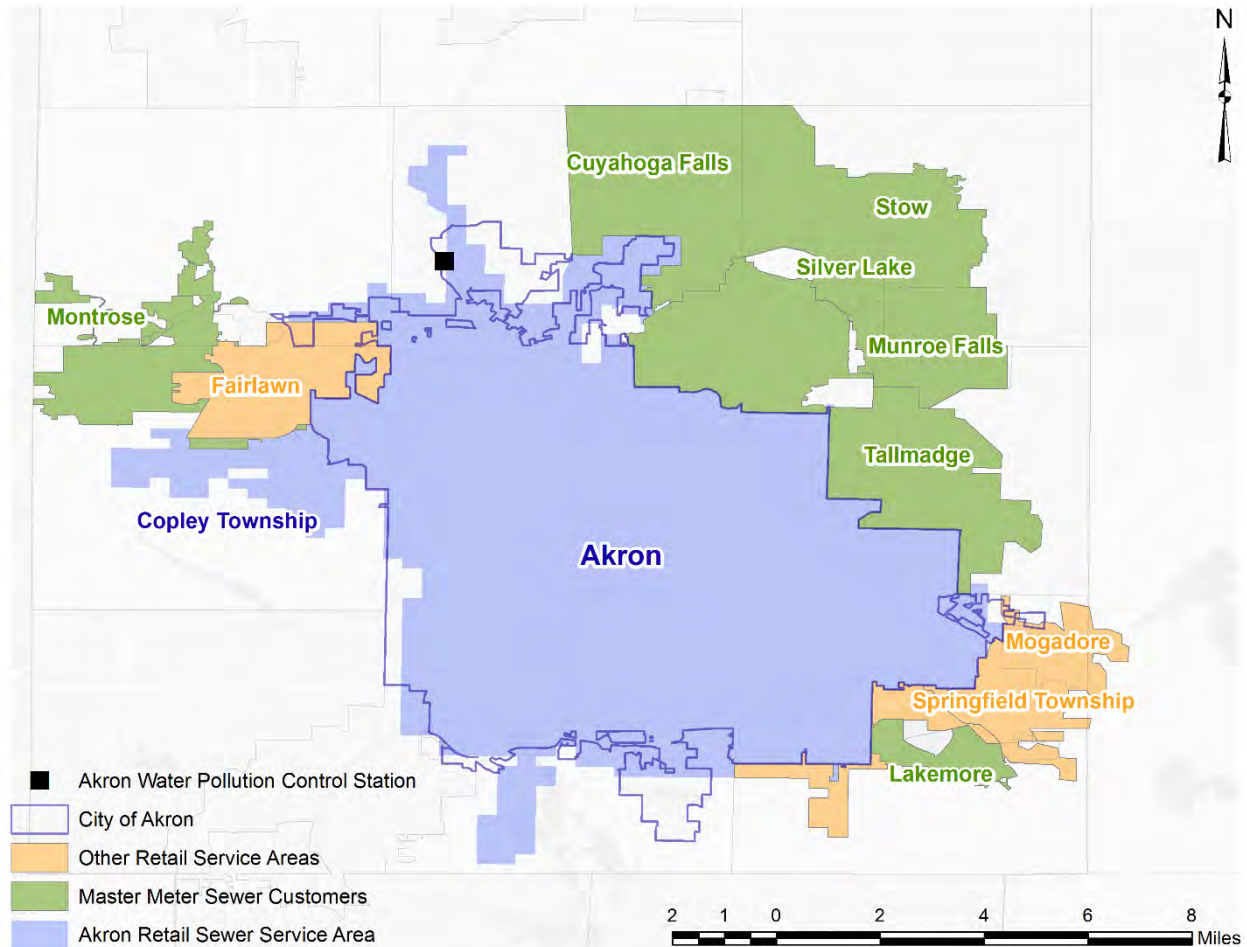 N
Cuyahoga Falls
Stow
Silver Lake
Montrose
Munroe Falls
Fairlawn
Tallmadge
Copley Township
Akron
Mogadore
Springfield Township
Lakemore
Akron Water Pollution Control Station
City of Akron
Other Retail Service Areas
Master Meter Sewer Customers
Akron Retail Sewer Service Area
2 1 0 2 4 6 8
Miles